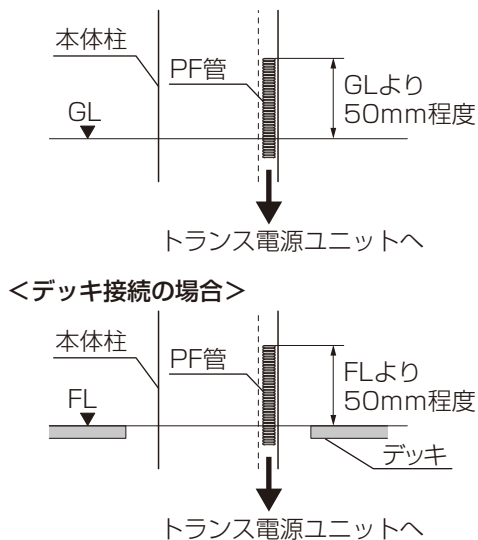 本体柱
PF管
GL
GLより
50mm程度
トランス電源ユニットへ
＜デッキ接続の場合＞
本体柱
PF管
FL
FLより
50mm程度
デッキ
トランス電源ユニットへ